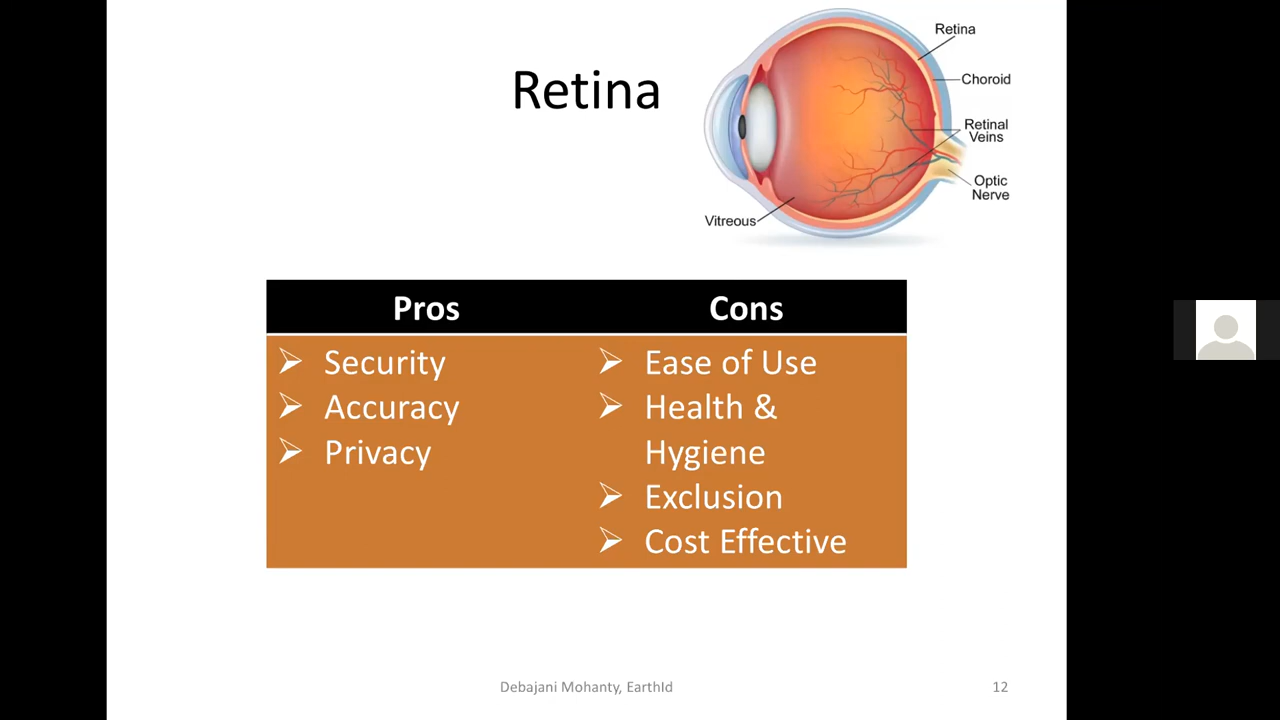 Retina
Retina
Choroid
Retinal
Veins
Optic
Nerve
Vitreous
Pros
Cons
Security
Accuracy
Privacy
Ease of Use
Health &
Hygiene
Exclusion
Cost Effective
Debajani Mohanty, EarthId
12